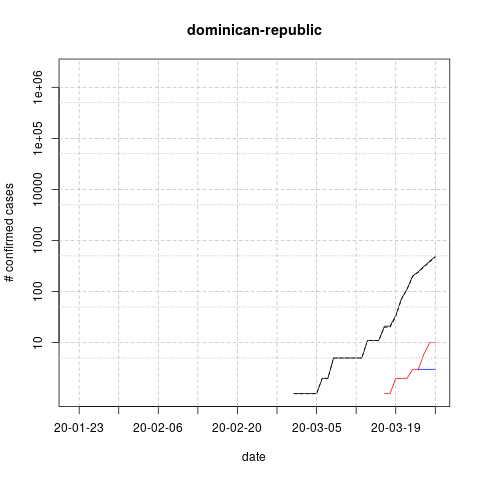 dominican-republic
1e+06
1e+05
10000
1000
100
10
# confirmed cases
20-01-23 20-02-06 20-02-20 20-03-05 20-03-19
date